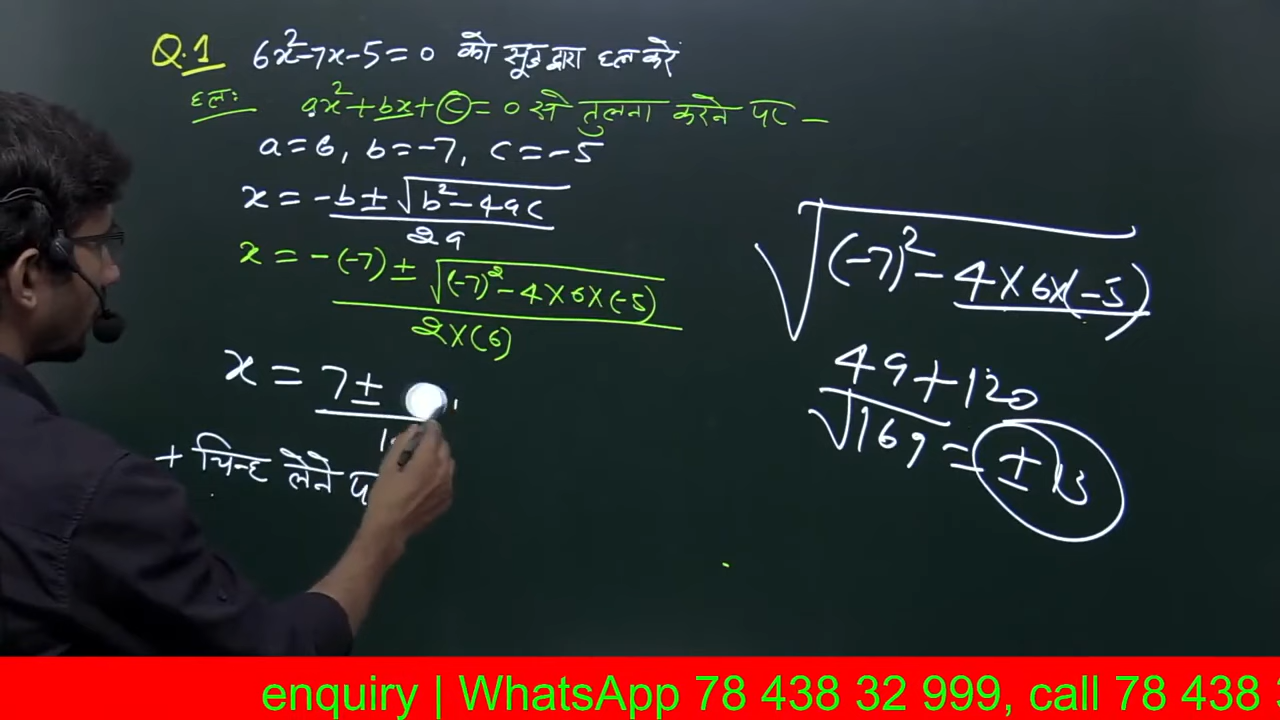 Q.1 6x²-7x-5=0 को सूत्र द्वारा हल करें
हलः ax²+bx+c=0 से तुलना करने पर –
a=6, b=-7, c=-5
x = -b±√b²-4ac
2a
x = -(-7) ± √(-7)²-4×6×(-5)
2×(6)
x = 7±
+ चिन्ह लेने
√(-7)²-4×6×(-5)
49+120
√169 = ±13
enquiry | WhatsApp 78 438 32 999, call 78 438